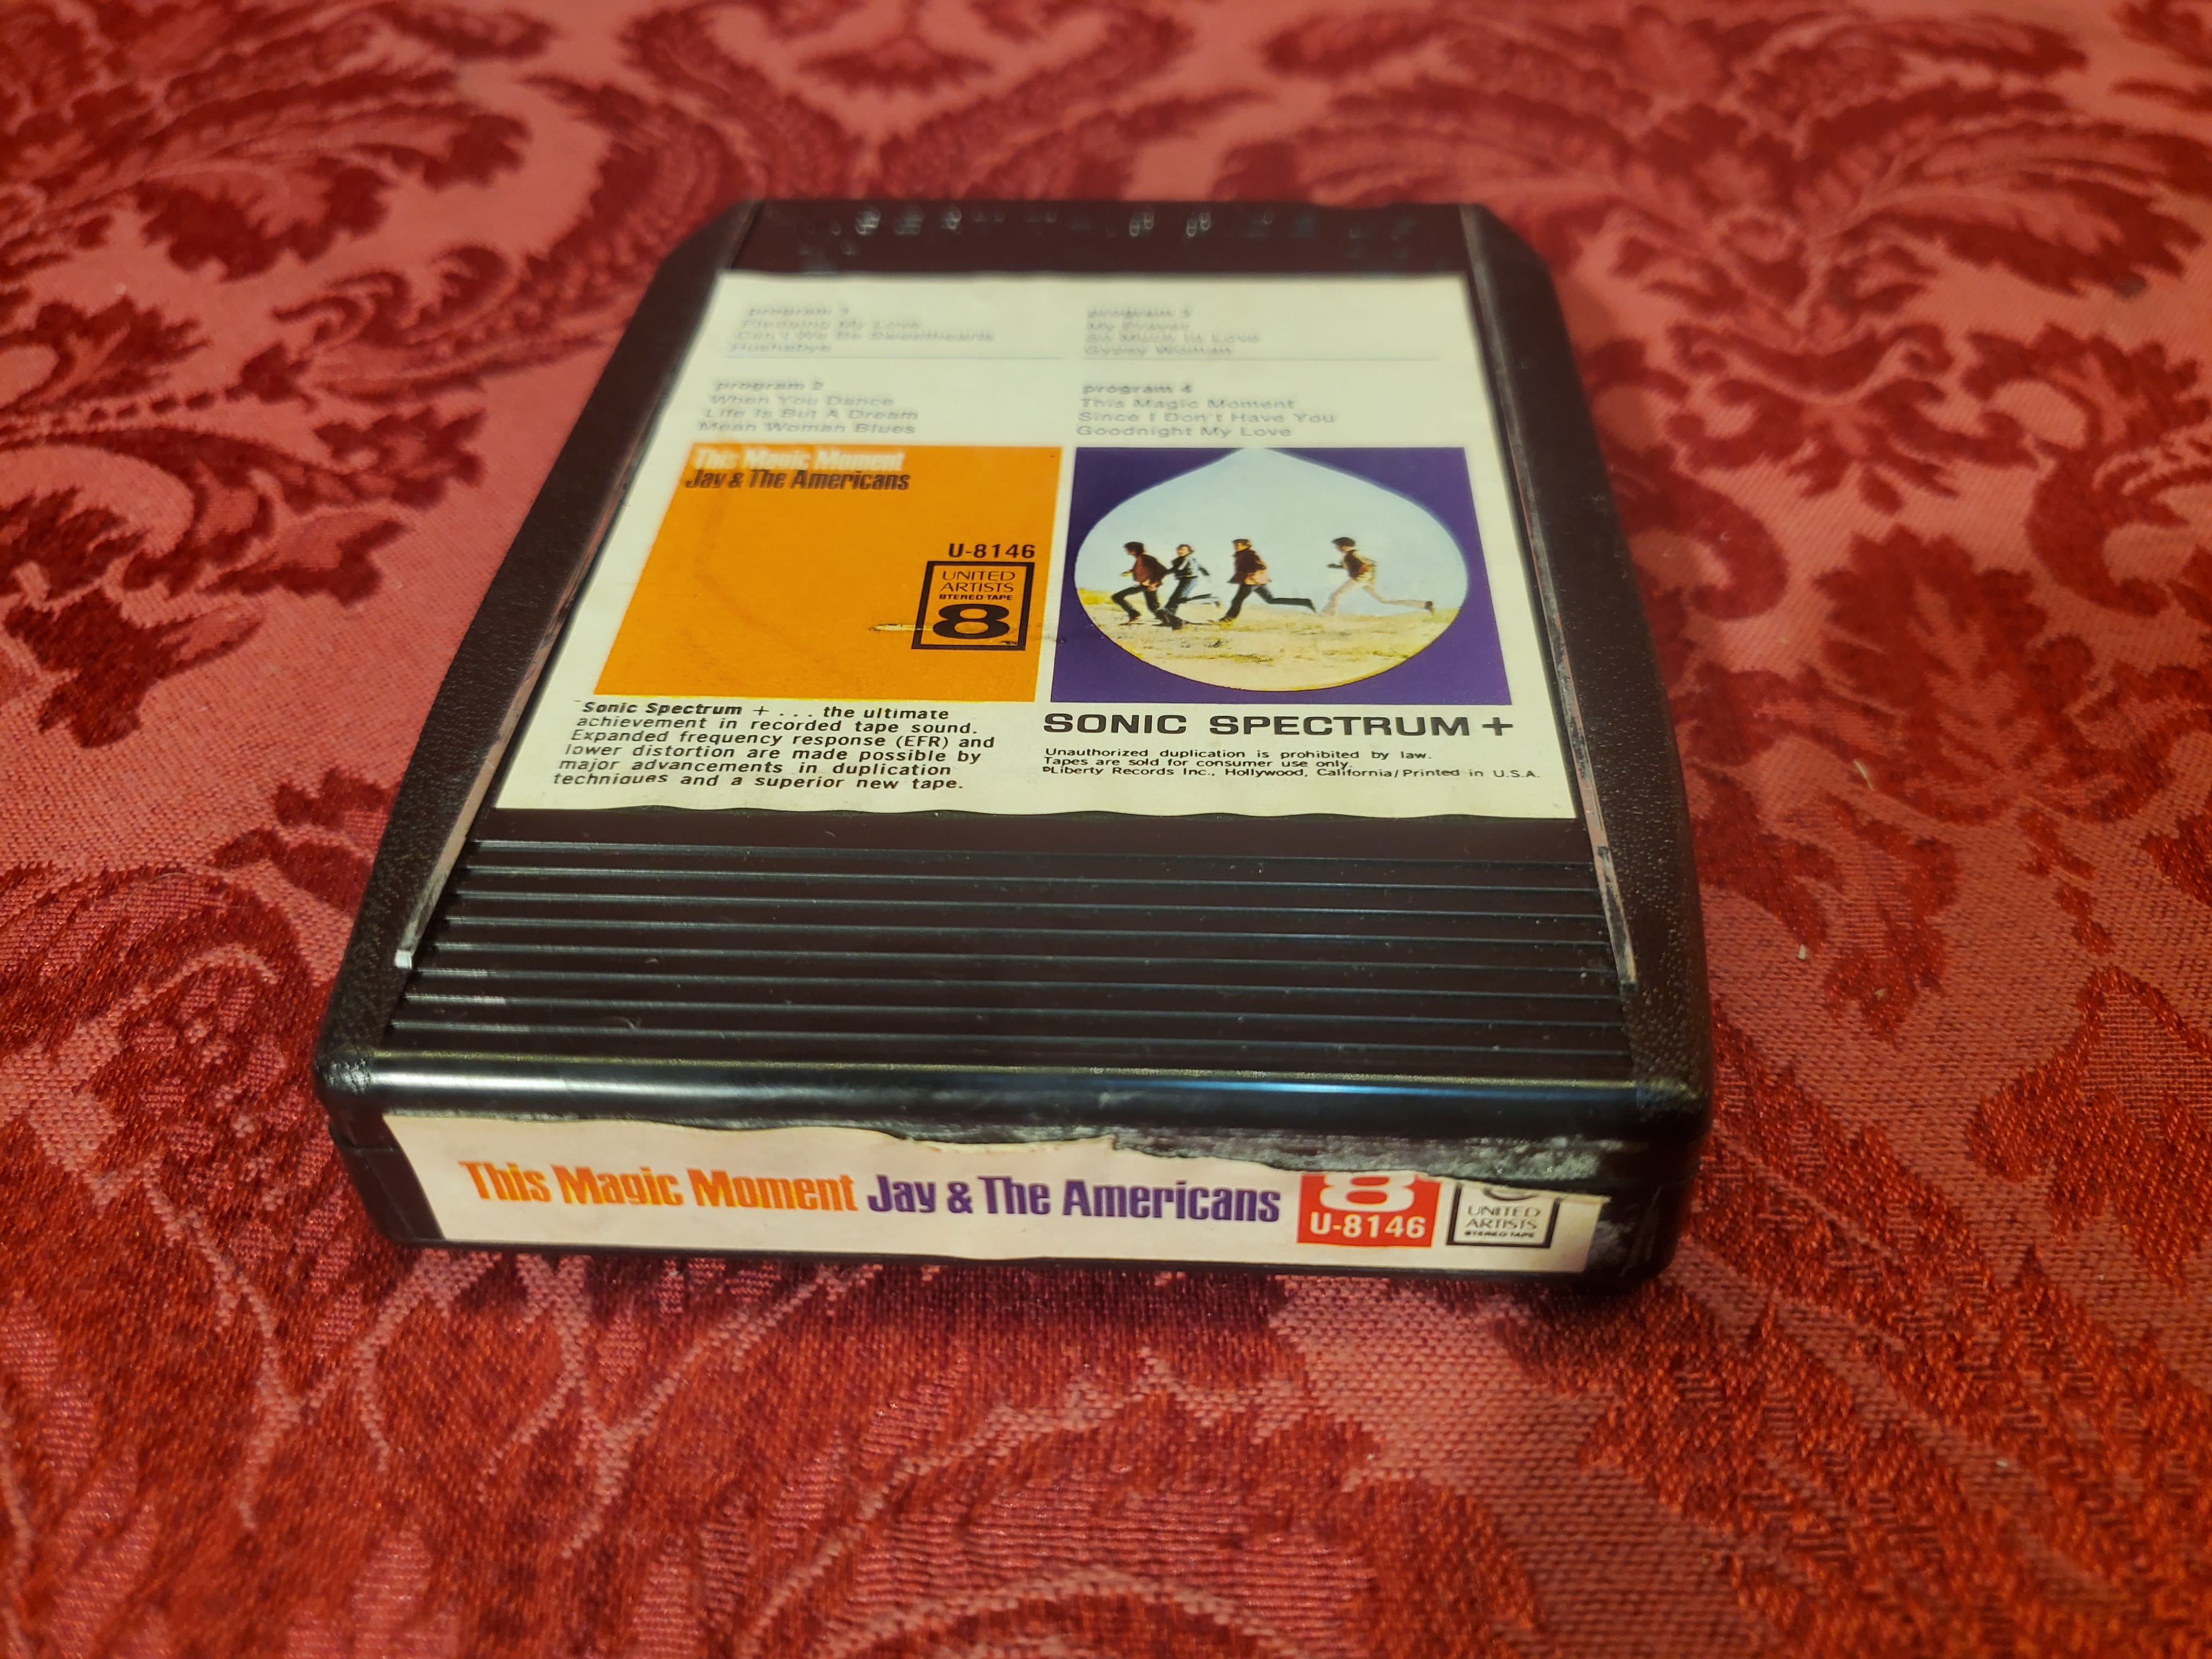 program 1
Pledging My Love
Can't We Be Sweethearts
Hushabye
program 3
My Prayer
So Much In Love
Gypsy Woman
program 2
When You Dance
Life Is But A Dream
Mean Woman Blues
program 4
This Magic Moment
Since I Don't Have You
Goodnight My Love
This Magic Moment
Jay & The Americans
U-8146
UNITED
ARTISTS
STEREO TAPE
8
Sonic Spectrum + . . . the ultimate
achievement in recorded tape sound.
Expanded frequency response (EFR) and
lower distortion are made possible by
major advancements in duplication
techniques and a superior new tape.
SONIC SPECTRUM +
Unauthorized duplication is prohibited by law.
Tapes are sold for consumer use only.
℗Liberty Records Inc., Hollywood, California/Printed in U.S.A.
This Magic Moment Jay & The Americans
8
U-8146
UNITED
ARTISTS
STEREO TAPE